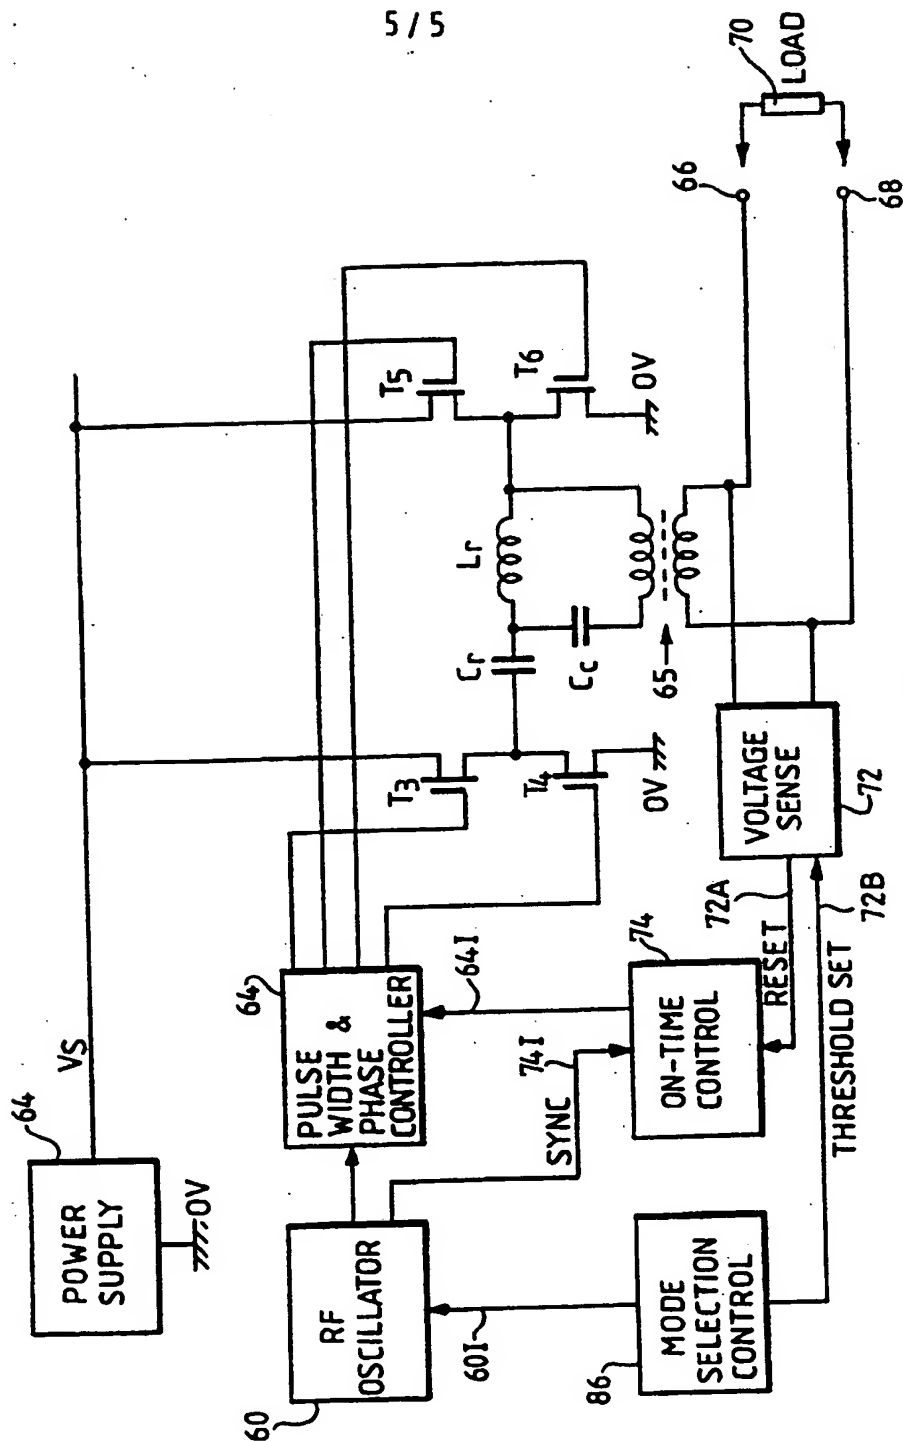 5/5
POWER
SUPPLY
64
VS
0V
RF
OSCILLATOR
60
PULSE
WIDTH &
PHASE
CONTROLLER
64
T3
T4
0V
T5
T6
0V
Cr
Lr
Cc
65
66
68
70
LOAD
MODE
SELECTION
CONTROL
86
60I
SYNC
74I
64I
ON-TIME
CONTROL
74
RESET
72A
THRESHOLD SET
72B
VOLTAGE
SENSE
72